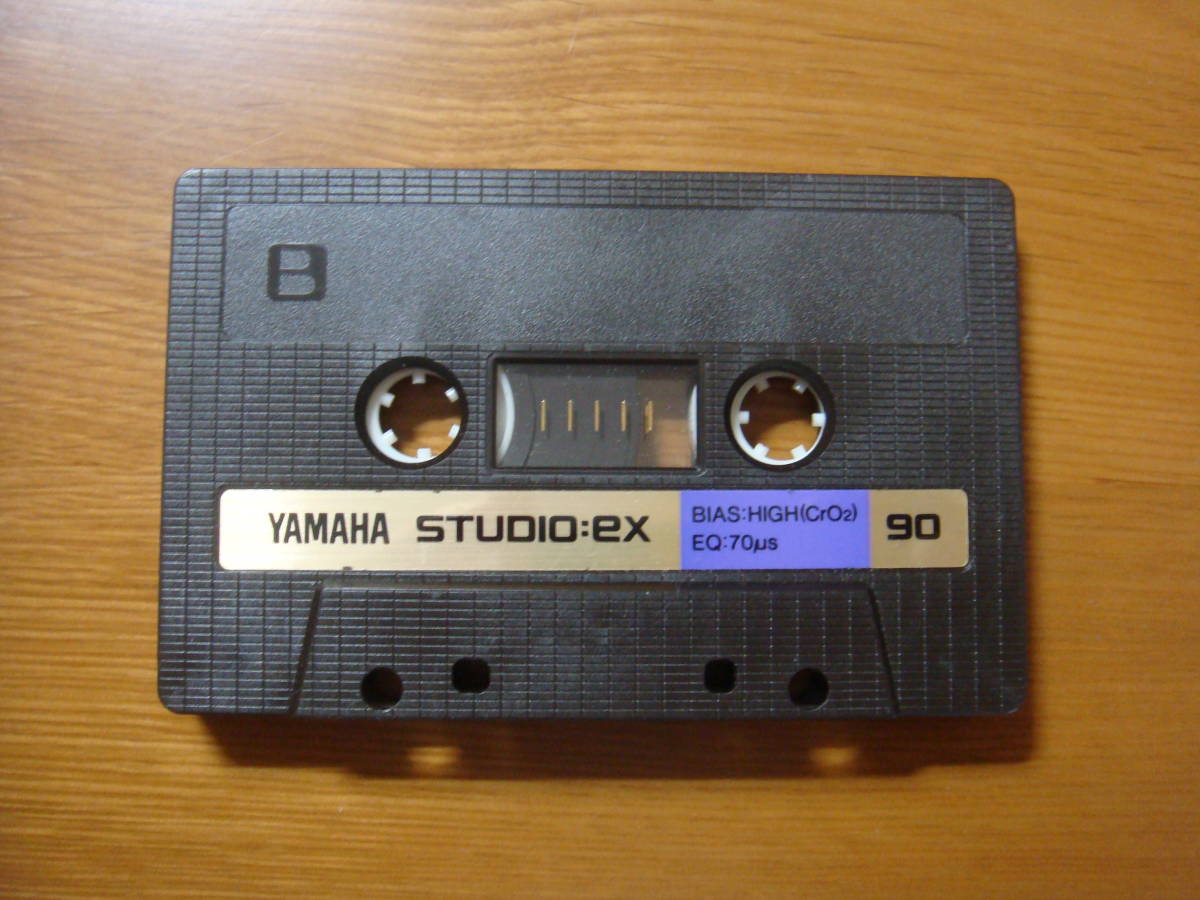 B
YAMAHA STUDIO:ex
BIAS:HIGH(CrO₂)
EQ:70µs
90